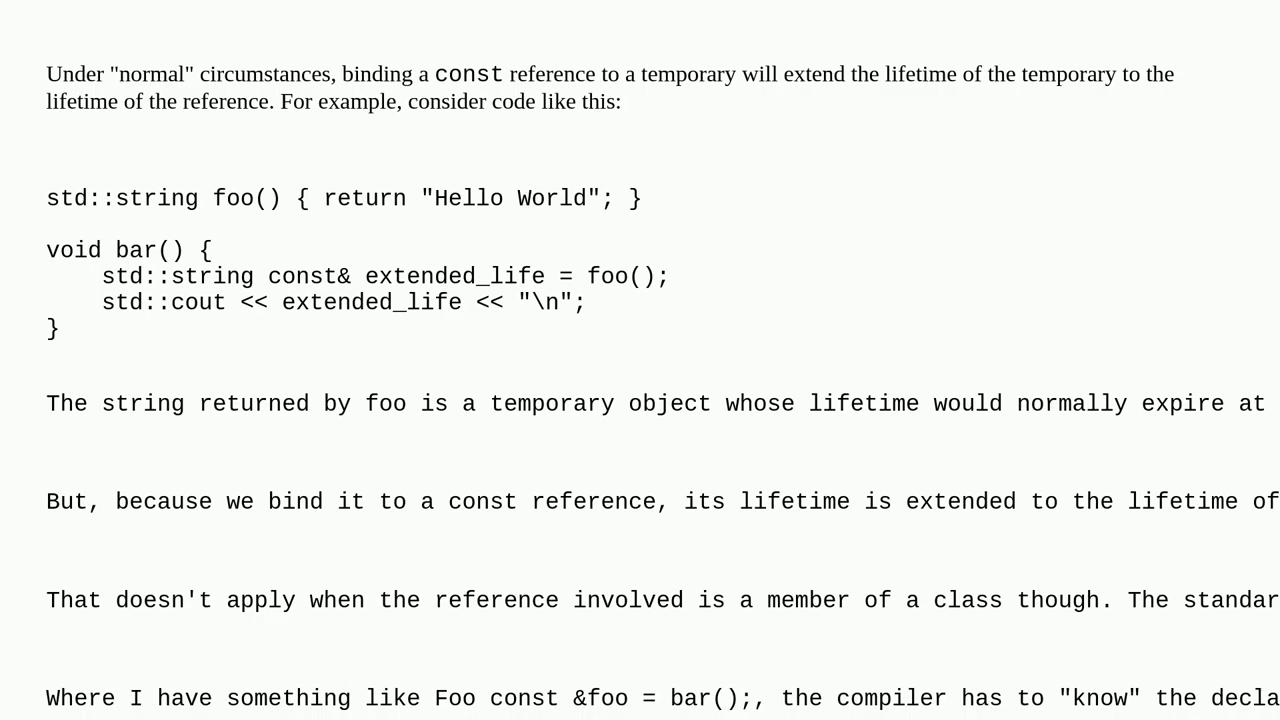 Under "normal" circumstances, binding a const reference to a temporary will extend the lifetime of the temporary to the
lifetime of the reference. For example, consider code like this:
std::string foo() { return "Hello World"; }
void bar() {
    std::string const& extended_life = foo();
    std::cout << extended_life << "\n";
}
The string returned by foo is a temporary object whose lifetime would normally expire at
But, because we bind it to a const reference, its lifetime is extended to the lifetime of
That doesn't apply when the reference involved is a member of a class though. The standar
Where I have something like Foo const &foo = bar();, the compiler has to "know" the decla